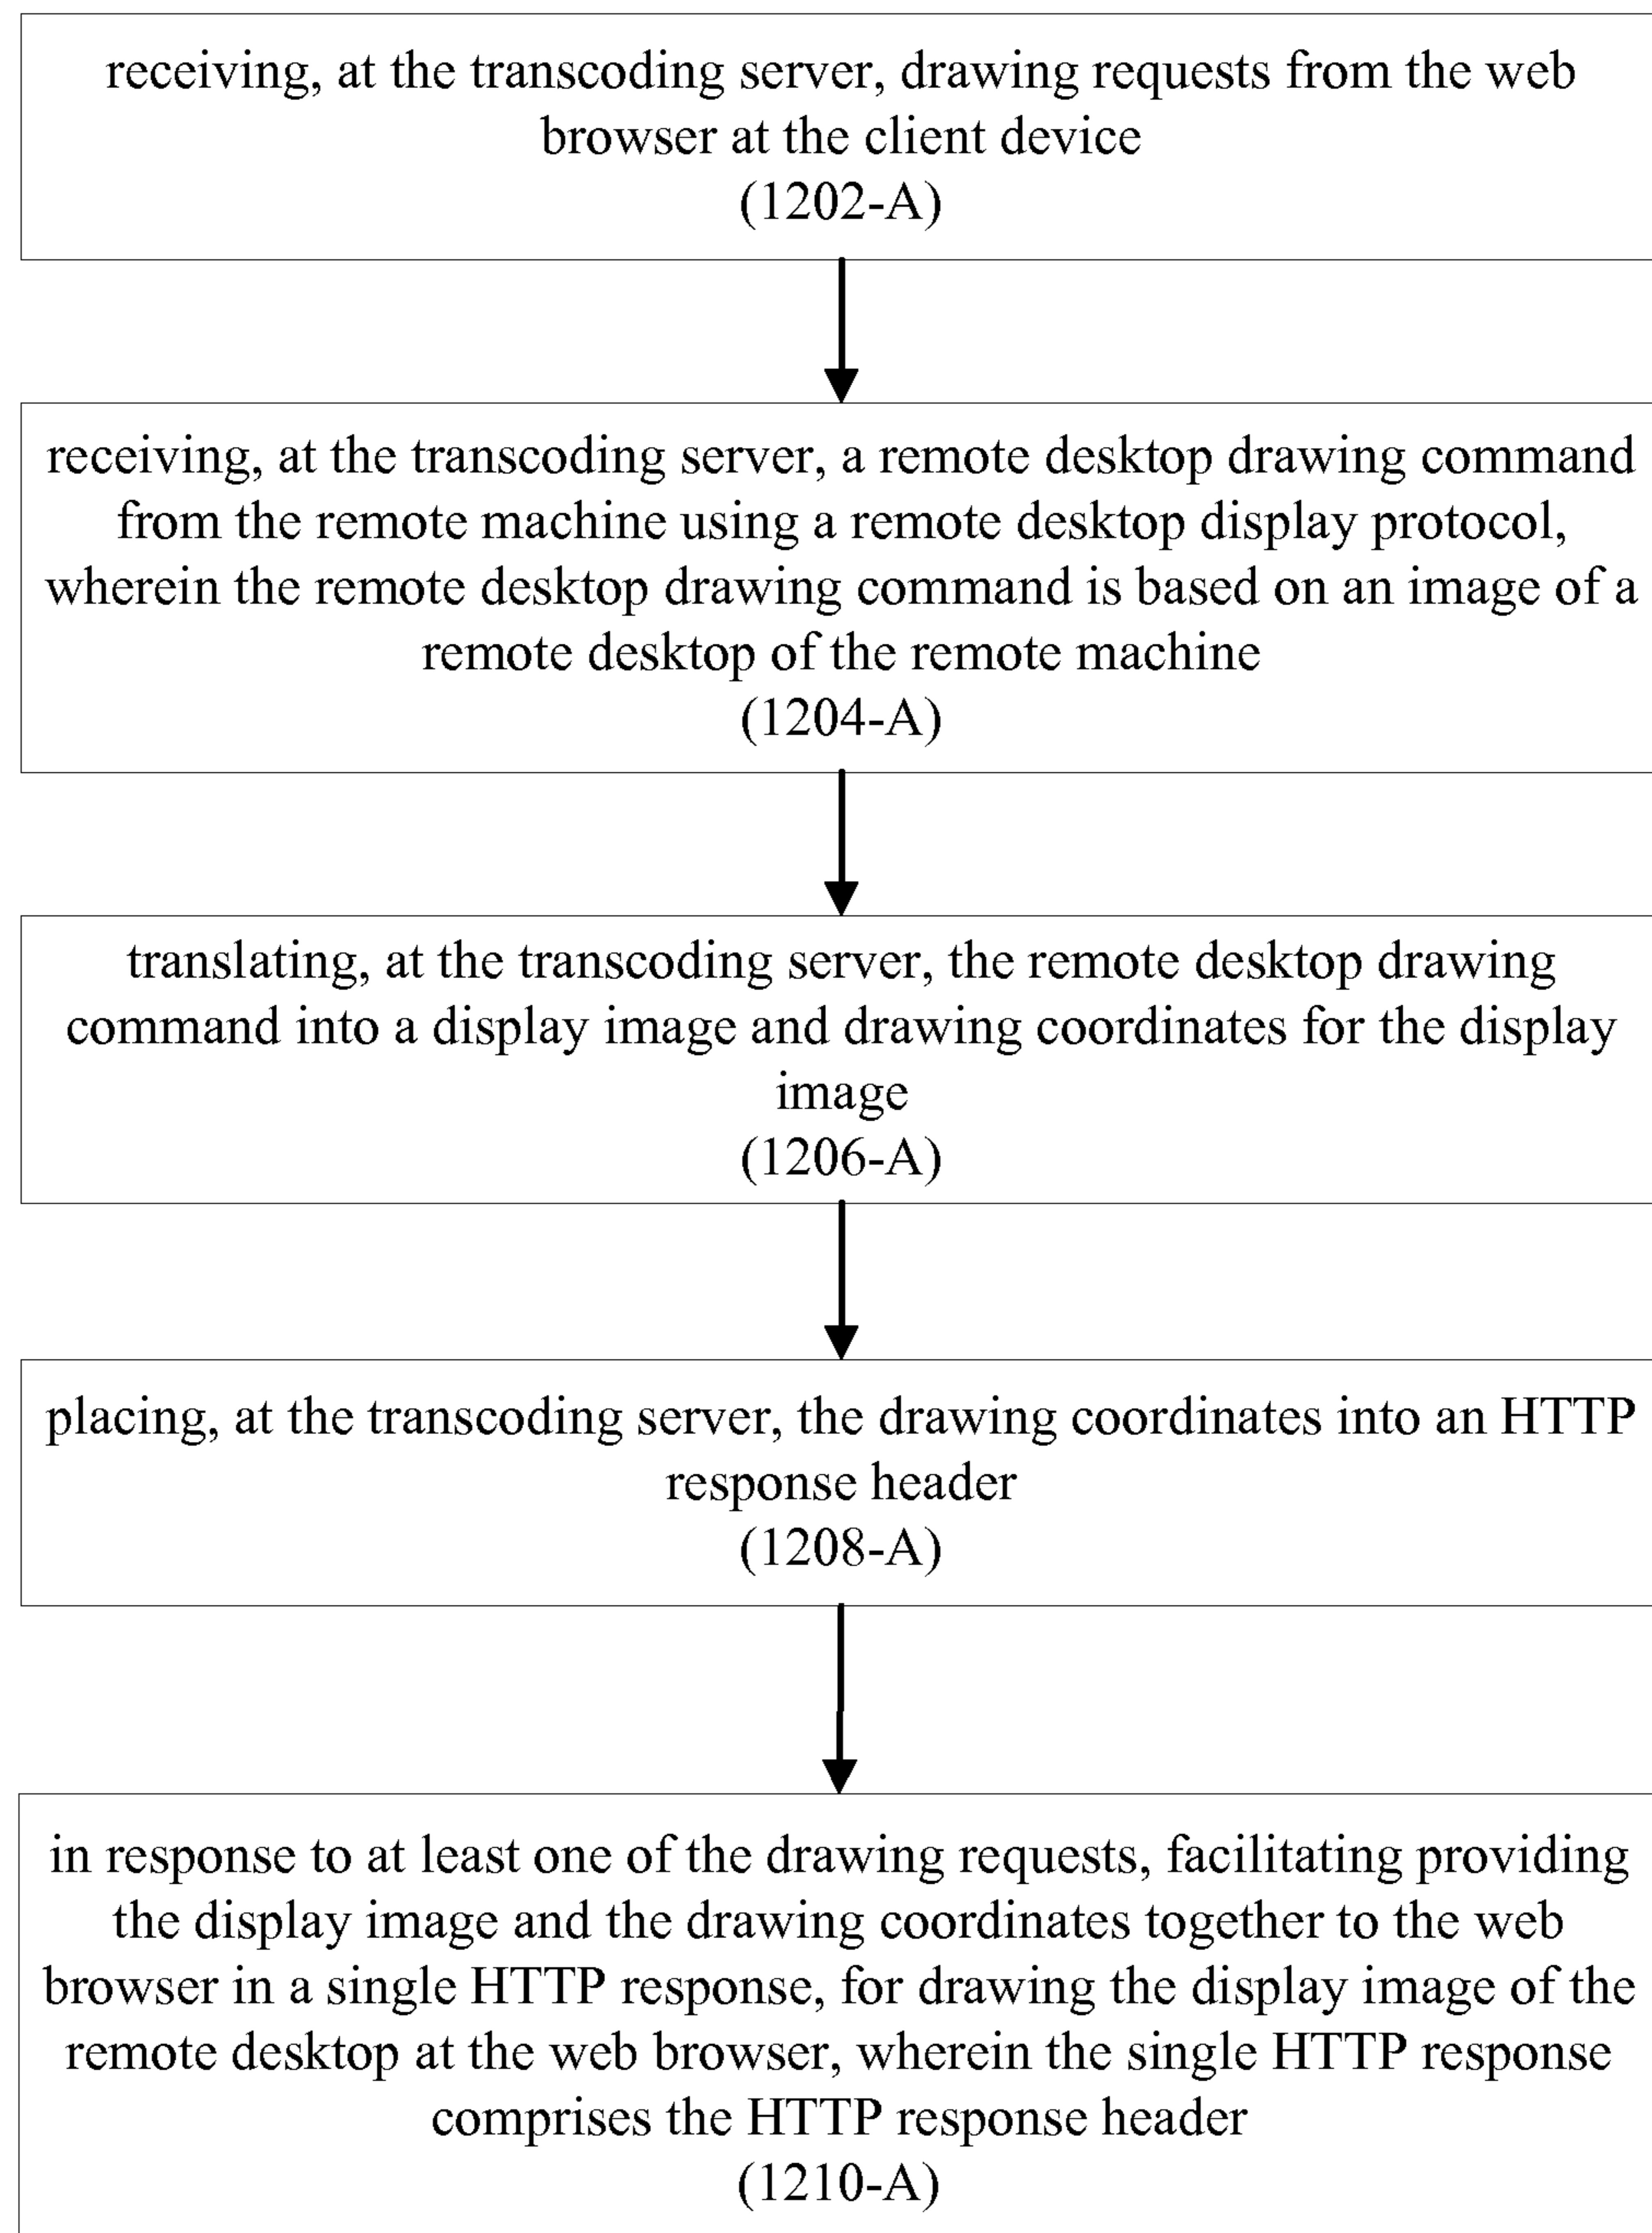 receiving, at the transcoding server, drawing requests from the web
browser at the client device
(1202-A)
receiving, at the transcoding server, a remote desktop drawing command
from the remote machine using a remote desktop display protocol,
wherein the remote desktop drawing command is based on an image of a
remote desktop of the remote machine
(1204-A)
translating, at the transcoding server, the remote desktop drawing
command into a display image and drawing coordinates for the display
image
(1206-A)
placing, at the transcoding server, the drawing coordinates into an HTTP
response header
(1208-A)
in response to at least one of the drawing requests, facilitating providing
the display image and the drawing coordinates together to the web
browser in a single HTTP response, for drawing the display image of the
remote desktop at the web browser, wherein the single HTTP response
comprises the HTTP response header
(1210-A)